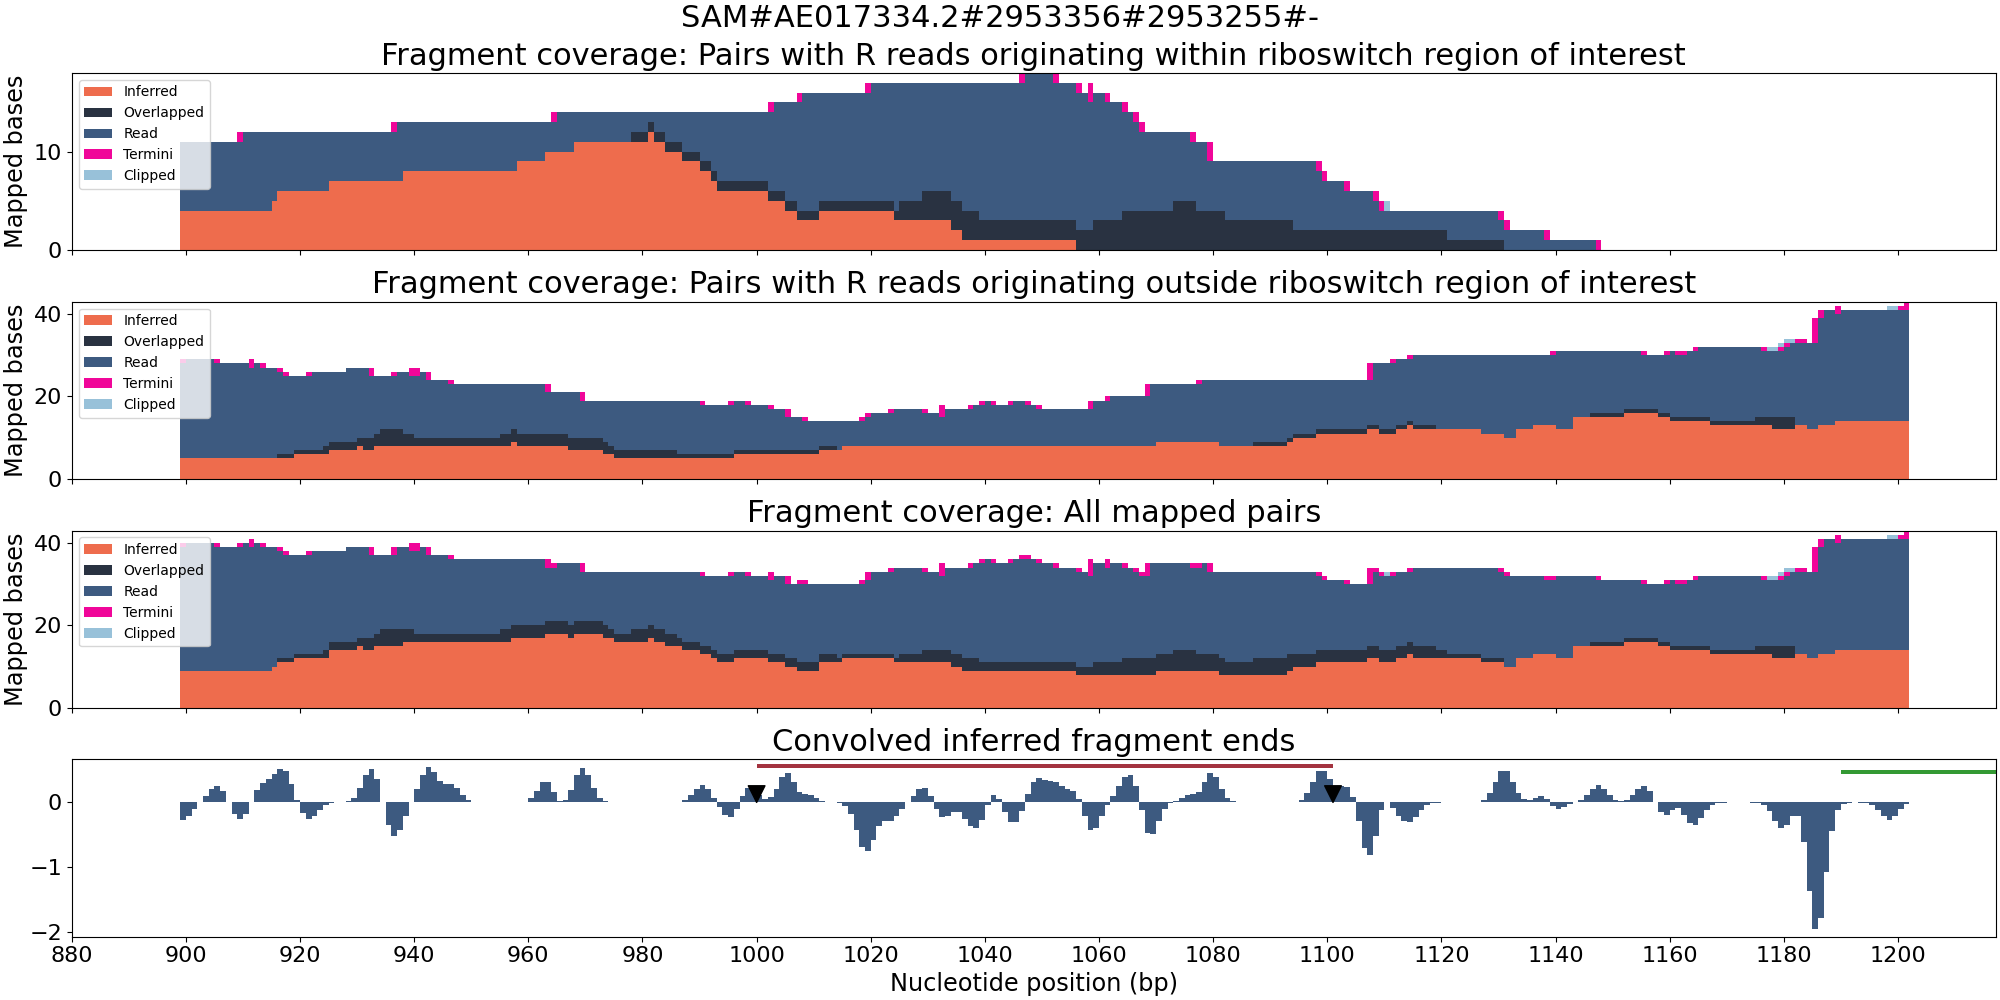 SAM#AE017334.2#2953356#2953255#-
Fragment coverage: Pairs with R reads originating within riboswitch region of interest
Mapped bases
10
0
Inferred
Overlapped
Read
Termini
Clipped
Fragment coverage: Pairs with R reads originating outside riboswitch region of interest
Mapped bases
40
20
0
Inferred
Overlapped
Read
Termini
Clipped
Fragment coverage: All mapped pairs
Mapped bases
40
20
0
Inferred
Overlapped
Read
Termini
Clipped
Convolved inferred fragment ends
0
−1
−2
880 900 920 940 960 980 1000 1020 1040 1060 1080 1100 1120 1140 1160 1180 1200
Nucleotide position (bp)